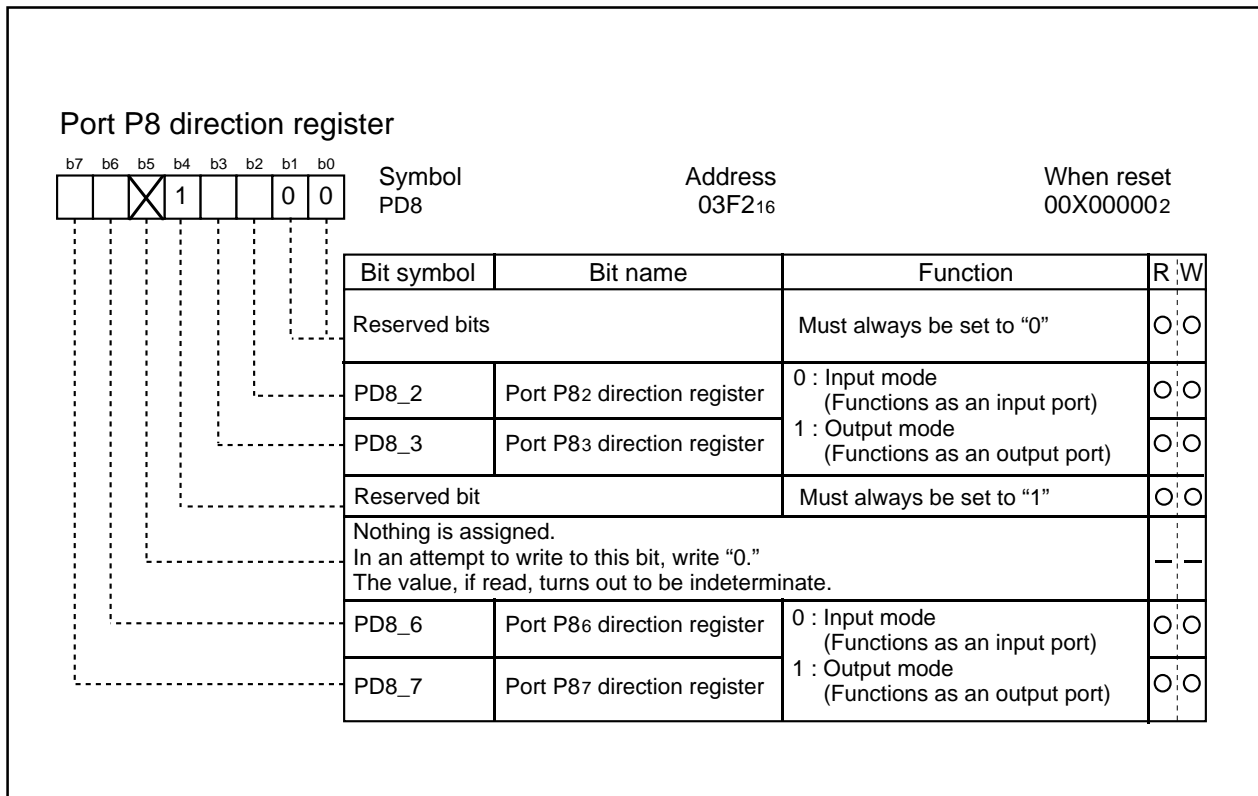 Port P8 direction register
b7 b6 b5 b4 b3 b2 b1 b0
1 0 0
Symbol Address When reset
PD8 03F216 00X000002
Bit symbol Bit name Function R W
Reserved bits Must always be set to “0”
PD8_2 Port P82 direction register 0 : Input mode
(Functions as an input port)
PD8_3 Port P83 direction register 1 : Output mode
(Functions as an output port)
Reserved bit Must always be set to “1”
Nothing is assigned.
In an attempt to write to this bit, write “0.”
The value, if read, turns out to be indeterminate.
PD8_6 Port P86 direction register 0 : Input mode
(Functions as an input port)
PD8_7 Port P87 direction register 1 : Output mode
(Functions as an output port)